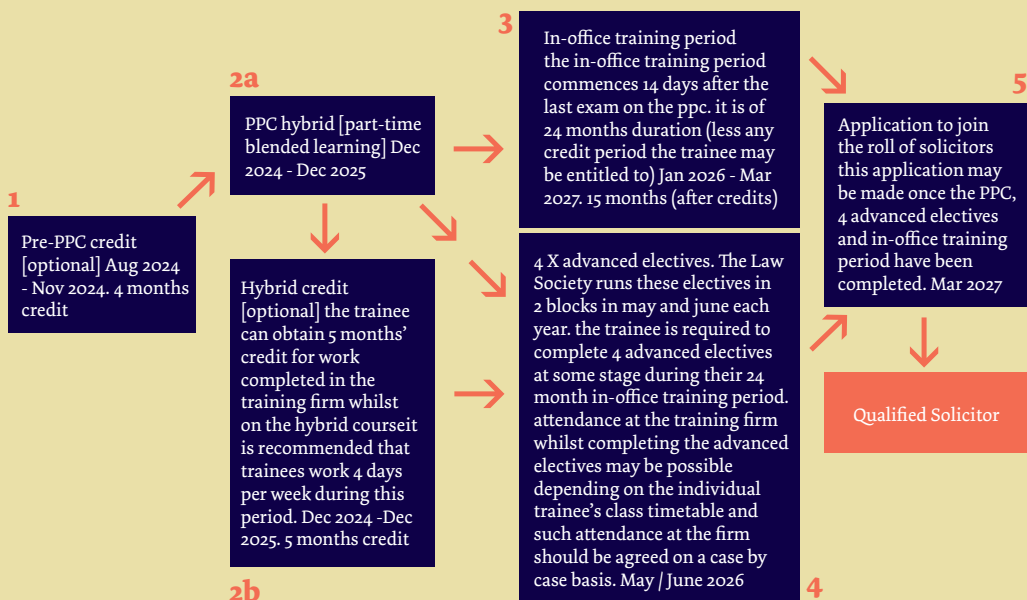 1
Pre-PPC credit
[optional] Aug 2024
- Nov 2024. 4 months
credit
2a
PPC hybrid [part-time
blended learning] Dec
2024 - Dec 2025
Hybrid credit
[optional] the trainee
can obtain 5 months'
credit for work
completed in the
training firm whilst
on the hybrid courseit
is recommended that
trainees work 4 days
per week during this
period. Dec 2024 -Dec
2025. 5 months credit
2b
3
In-office training period
the in-office training period
commences 14 days after the
last exam on the ppc. it is of
24 months duration (less any
credit period the trainee may
be entitled to) Jan 2026 - Mar
2027. 15 months (after credits)
4 X advanced electives. The Law
Society runs these electives in
2 blocks in may and june each
year. the trainee is required to
complete 4 advanced electives
at some stage during their 24
month in-office training period.
attendance at the training firm
whilst completing the advanced
electives may be possible
depending on the individual
trainee's class timetable and
such attendance at the firm
should be agreed on a case by
case basis. May / June 2026
4
5
Application to join
the roll of solicitors
this application may
be made once the PPC,
4 advanced electives
and in-office training
period have been
completed. Mar 2027
Qualified Solicitor